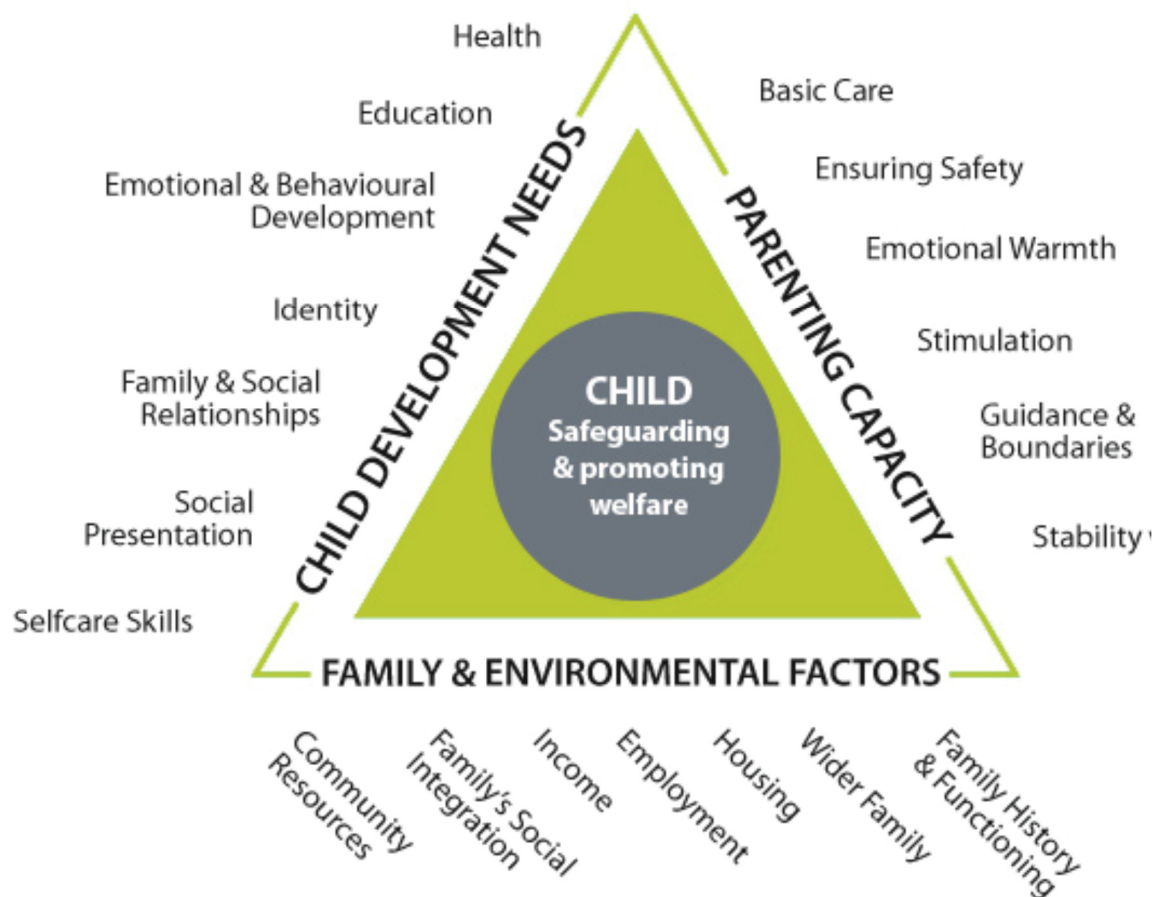 Health
Education
Emotional & Behavioural
Development
Identity
Family & Social
Relationships
Social
Presentation
Selfcare Skills
CHILD DEVELOPMENT NEEDS
CHILD
Safeguarding
& promoting
welfare
PARENTING CAPACITY
Basic Care
Ensuring Safety
Emotional Warmth
Stimulation
Guidance &
Boundaries
Stability
FAMILY & ENVIRONMENTAL FACTORS
Community
Resources
Family's Social
Integration
Income
Employment
Housing
Wider Family
Family History
& Functioning